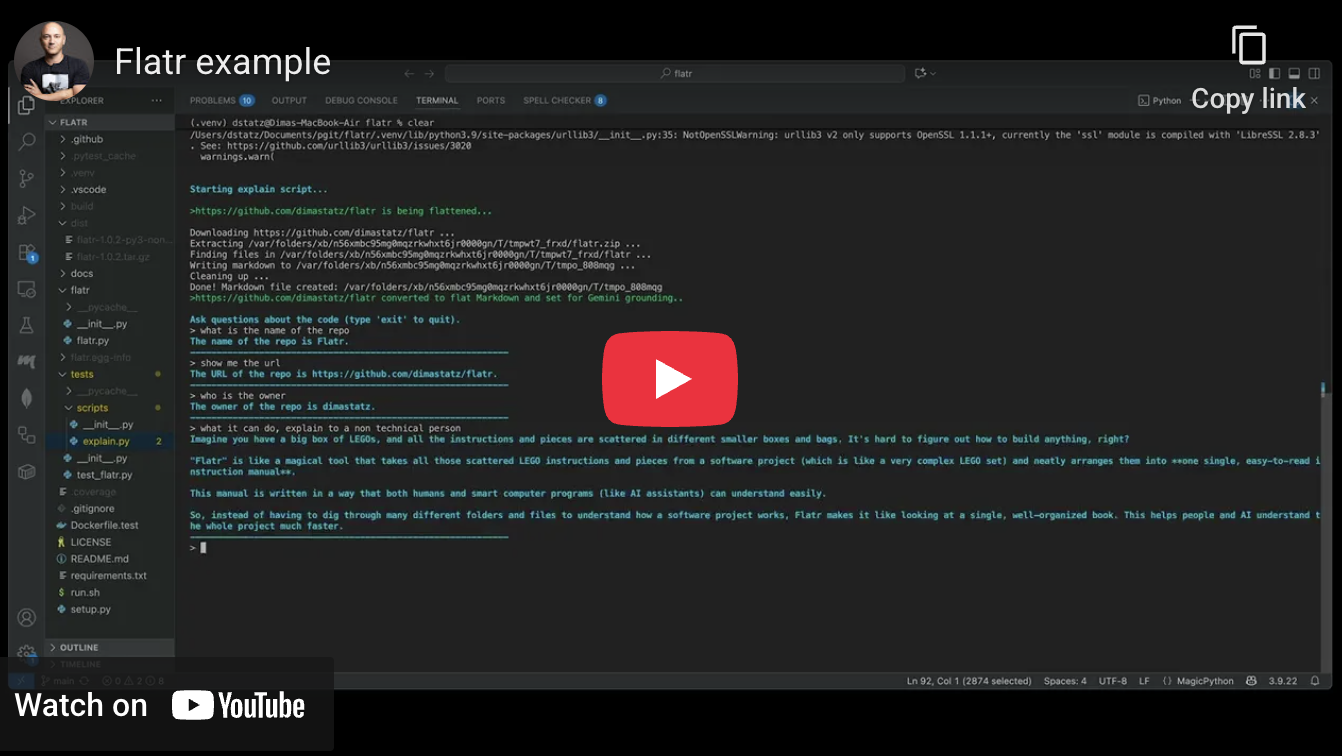 Flatr example
Copy link
flatr
EXPLORER
PROBLEMS 10 OUTPUT DEBUG CONSOLE TERMINAL PORTS SPELL CHECKER 8
Python
FLATR
.github
.pytest_cache
.venv
.vscode
build
dist
flatr-1.0.2-py3-non...
flatr-1.0.2.tar.gz
docs
flatr
__pycache__
__init__.py
flatr.py
flatr.egg-info
tests
__pycache__
scripts
__init__.py
explain.py 2
__init__.py
test_flatr.py
.coverage
.gitignore
Dockerfile.test
LICENSE
README.md
requirements.txt
run.sh
setup.py
OUTLINE
TIMELINE
1
(.venv) dstatz@Dimas-MacBook-Air flatr % clear
/Users/dstatz/Documents/pgit/flatr/.venv/lib/python3.9/site-packages/urllib3/__init__.py:35: NotOpenSSLWarning: urllib3 v2 only supports OpenSSL 1.1.1+, currently the 'ssl' module is compiled with 'LibreSSL 2.8.3'
. See: https://github.com/urllib3/urllib3/issues/3020
warnings.warn(
Starting explain script...
>https://github.com/dimastatz/flatr is being flattened...
Downloading https://github.com/dimastatz/flatr ...
Extracting /var/folders/xb/n56xmbc95mg0mqzrkwhxt6jr0000gn/T/tmpwt7_frxd/flatr.zip ...
Finding files in /var/folders/xb/n56xmbc95mg0mqzrkwhxt6jr0000gn/T/tmpwt7_frxd/flatr ...
Writing markdown to /var/folders/xb/n56xmbc95mg0mqzrkwhxt6jr0000gn/T/tmpo_808mqg ...
Cleaning up ...
Done! Markdown file created: /var/folders/xb/n56xmbc95mg0mqzrkwhxt6jr0000gn/T/tmpo_808mqg
>https://github.com/dimastatz/flatr converted to flat Markdown and set for Gemini grounding..
Ask questions about the code (type 'exit' to quit).
> what is the name of the repo
The name of the repo is Flatr.
> show me the url
The URL of the repo is https://github.com/dimastatz/flatr.
> who is the owner
The owner of the repo is dimastatz.
> what it can do, explain to a non technical person
Imagine you have a big box of LEGOs, and all the instructions and pieces are scattered in different smaller boxes and bags. It's hard to figure out how to build anything, right?
"Flatr" is like a magical tool that takes all those scattered LEGO instructions and pieces from a software project (which is like a very complex LEGO set) and neatly arranges them into **one single, easy-to-read i
nstruction manual**.
This manual is written in a way that both humans and smart computer programs (like AI assistants) can understand easily.
So, instead of having to dig through many different folders and files to understand how a software project works, Flatr makes it like looking at a single, well-organized book. This helps people and AI understand t
he whole project much faster.
>
main 0 2 8
Ln 92, Col 1 (2874 selected) Spaces: 4 UTF-8 LF {} MagicPython 3.9.22
Watch on YouTube